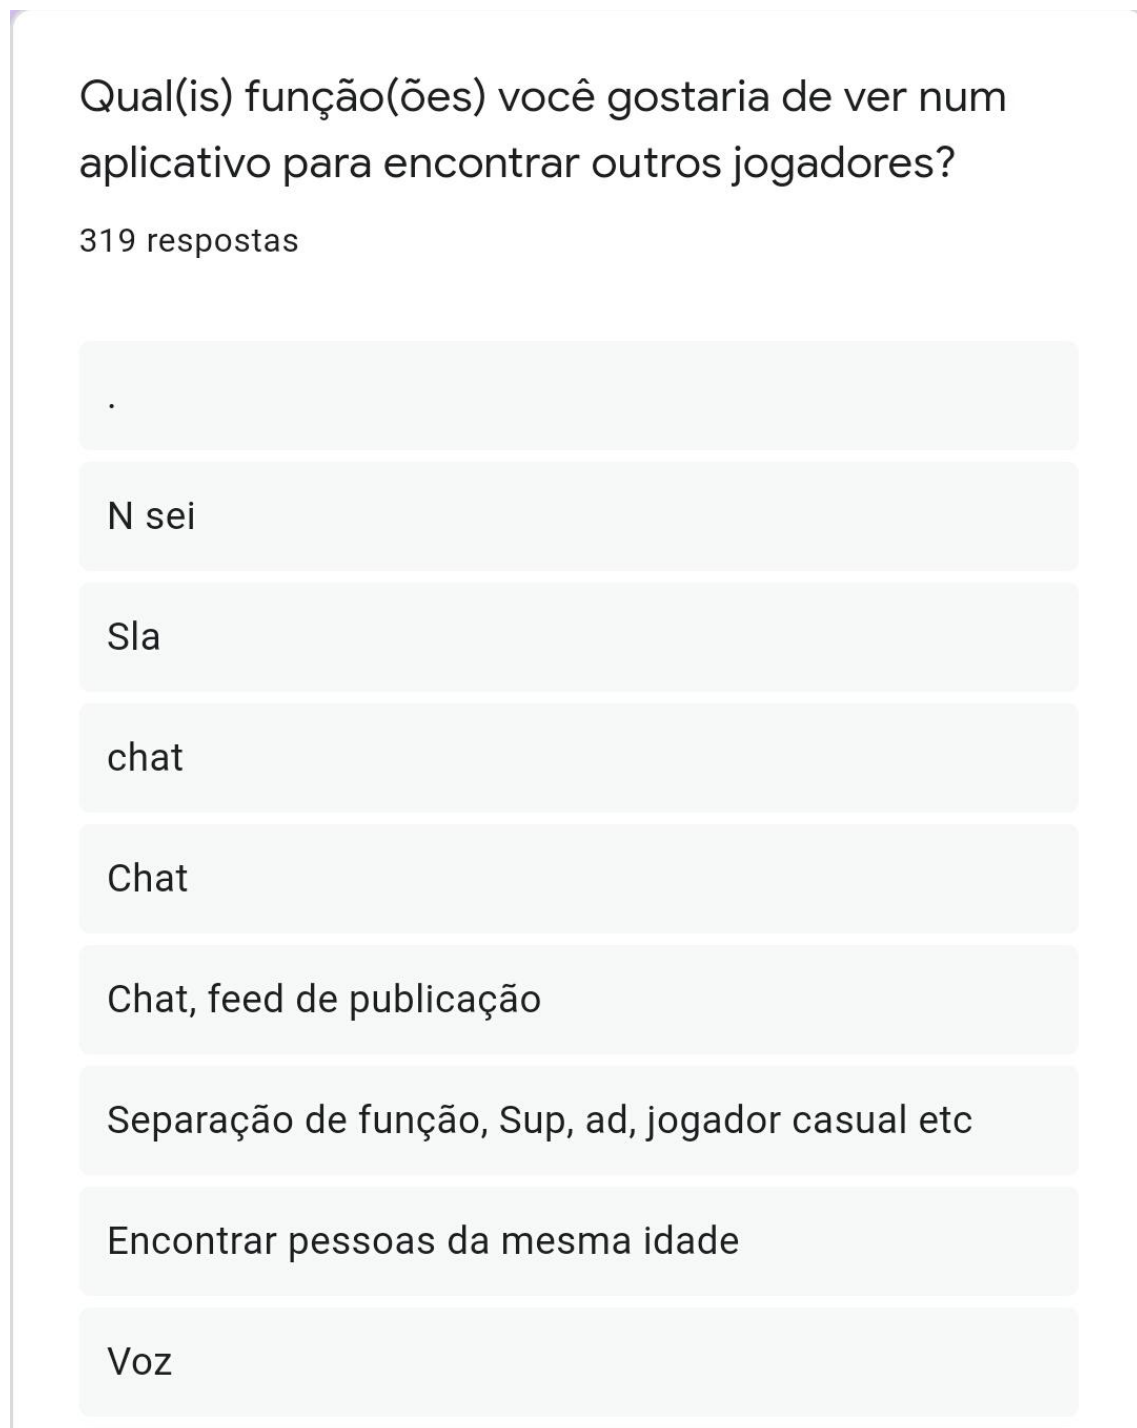 Qual(is) função(ões) você gostaria de ver num
aplicativo para encontrar outros jogadores?
319 respostas
.
N sei
Sla
chat
Chat
Chat, feed de publicação
Separação de função, Sup, ad, jogador casual etc
Encontrar pessoas da mesma idade
Voz